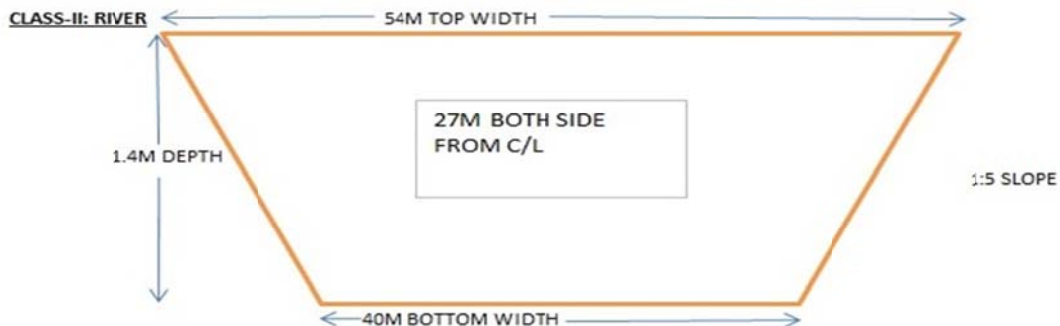 CLASS-II: RIVER
54M TOP WIDTH
27M BOTH SIDE
FROM C/L
1.4M DEPTH
1:5 SLOPE
40M BOTTOM WIDTH